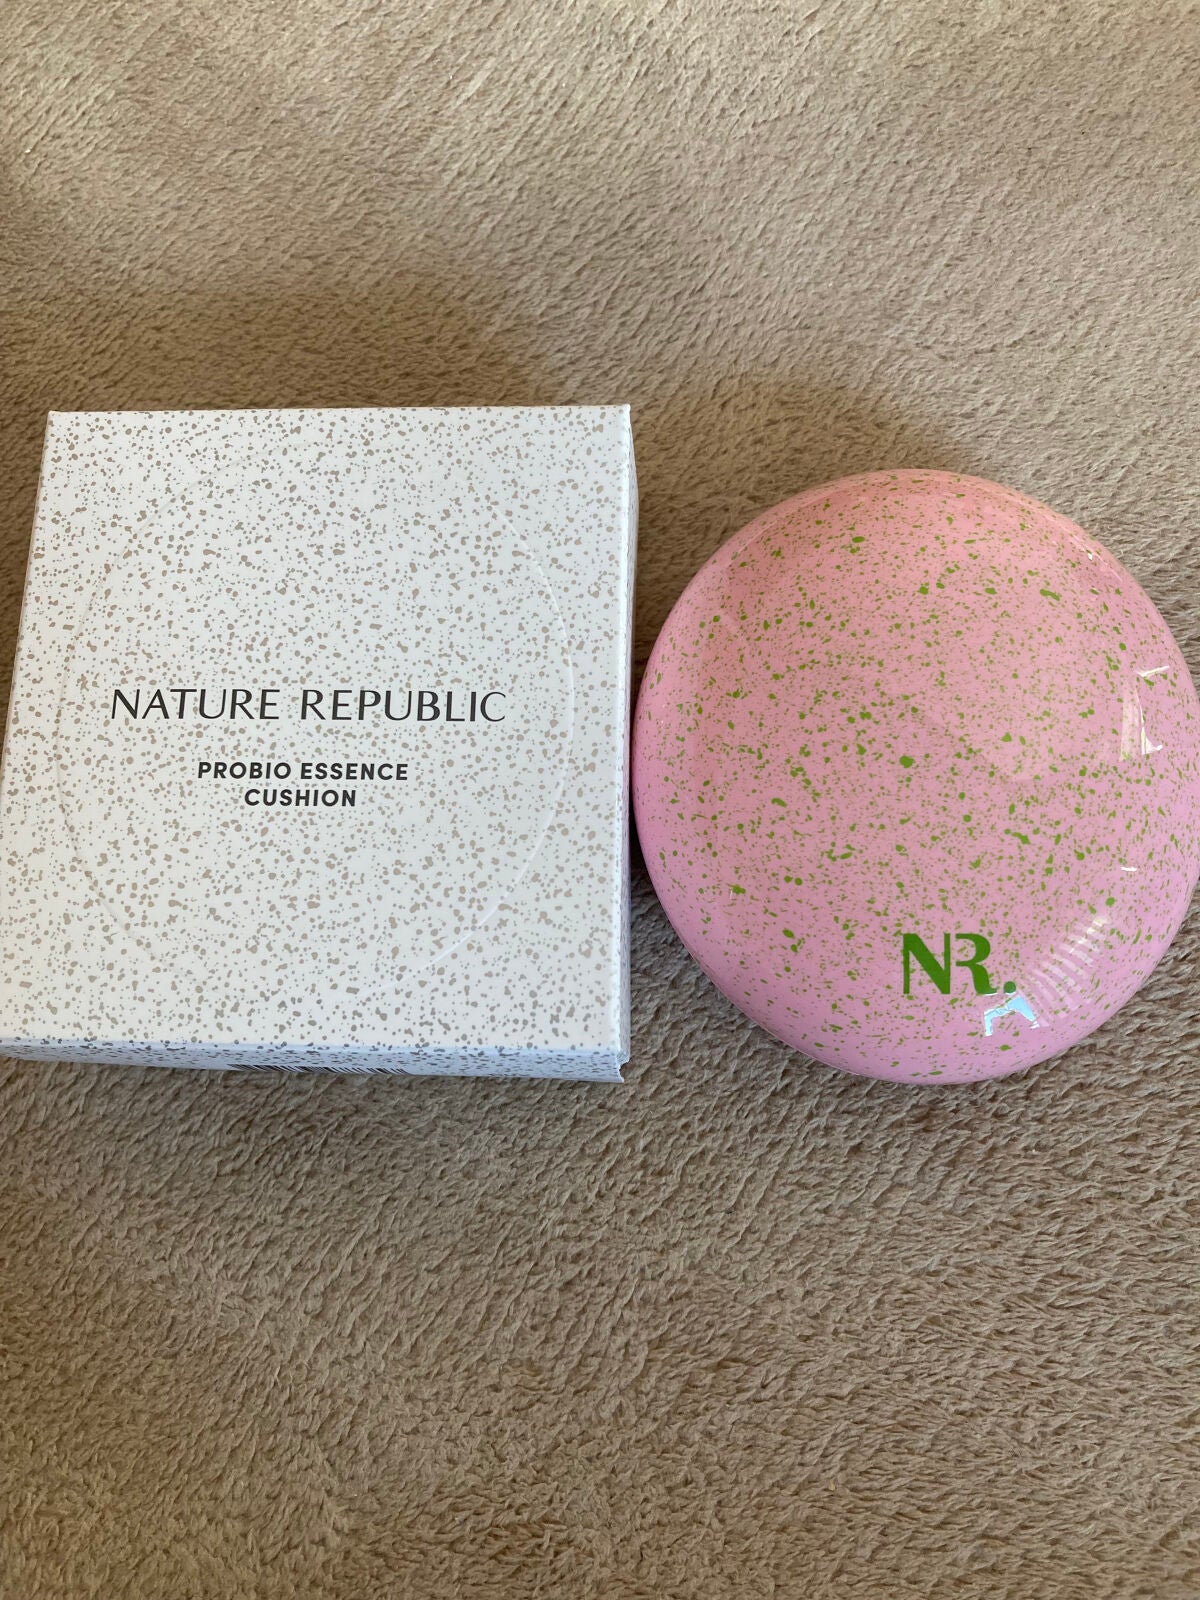 NATURE REPUBLIC
PROBIO ESSENCE
CUSHION
NR.